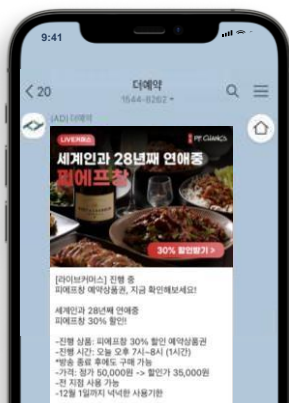 9:41
20
더예약
1544-6262
(AD) 더예약
LIVE커머스
P.F. CHANG'S
세계인과 28년째 연애중
피에프창
30% 할인받기 >
[라이브커머스] 진행 중
피에프창 예약상품권, 지금 확인해보세요!
세계인과 28년째 연애중
피에프창 30% 할인!
-진행 상품: 피에프창 30% 할인 예약상품권
-진행 시간: 오늘 오후 7시~8시 (1시간)
*방송 종료 후에도 구매 가능
-가격: 정가 50,000원 -> 할인가 35,000원
-전 지점 사용 가능
-12월 1일까지 넉넉한 사용기한